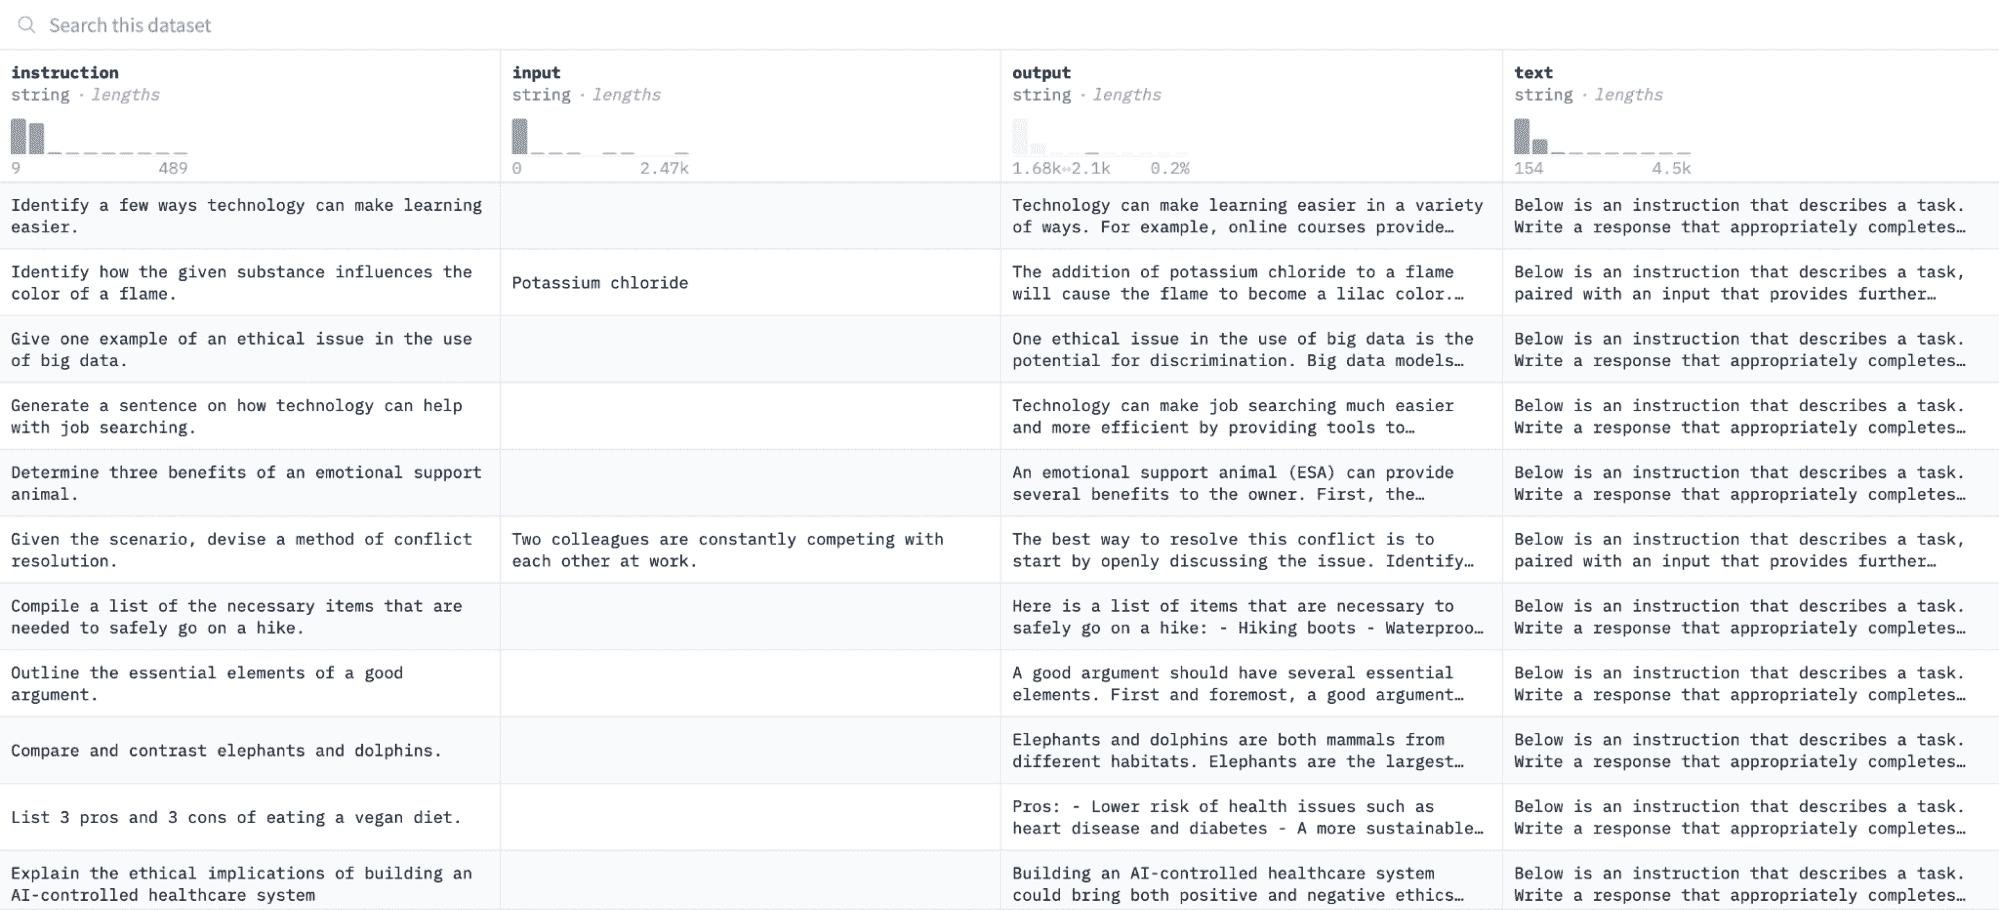 Search this dataset
instruction
string · lengths
9 489
input
string · lengths
0 2.47k
output
string · lengths
1.68k↔2.1k 0.2%
text
string · lengths
154 4.5k
Identify a few ways technology can make learning
easier.
Technology can make learning easier in a variety
of ways. For example, online courses provide…
Below is an instruction that describes a task.
Write a response that appropriately completes…
Identify how the given substance influences the
color of a flame.
Potassium chloride
The addition of potassium chloride to a flame
will cause the flame to become a lilac color.…
Below is an instruction that describes a task,
paired with an input that provides further…
Give one example of an ethical issue in the use
of big data.
One ethical issue in the use of big data is the
potential for discrimination. Big data models…
Below is an instruction that describes a task.
Write a response that appropriately completes…
Generate a sentence on how technology can help
with job searching.
Technology can make job searching much easier
and more efficient by providing tools to…
Below is an instruction that describes a task.
Write a response that appropriately completes…
Determine three benefits of an emotional support
animal.
An emotional support animal (ESA) can provide
several benefits to the owner. First, the…
Below is an instruction that describes a task.
Write a response that appropriately completes…
Given the scenario, devise a method of conflict
resolution.
Two colleagues are constantly competing with
each other at work.
The best way to resolve this conflict is to
start by openly discussing the issue. Identify…
Below is an instruction that describes a task,
paired with an input that provides further…
Compile a list of the necessary items that are
needed to safely go on a hike.
Here is a list of items that are necessary to
safely go on a hike: - Hiking boots - Waterproo…
Below is an instruction that describes a task.
Write a response that appropriately completes…
Outline the essential elements of a good
argument.
A good argument should have several essential
elements. First and foremost, a good argument…
Below is an instruction that describes a task.
Write a response that appropriately completes…
Compare and contrast elephants and dolphins.
Elephants and dolphins are both mammals from
different habitats. Elephants are the largest…
Below is an instruction that describes a task.
Write a response that appropriately completes…
List 3 pros and 3 cons of eating a vegan diet.
Pros: - Lower risk of health issues such as
heart disease and diabetes - A more sustainable…
Below is an instruction that describes a task.
Write a response that appropriately completes…
Explain the ethical implications of building an
AI-controlled healthcare system
Building an AI-controlled healthcare system
could bring both positive and negative ethics…
Below is an instruction that describes a task.
Write a response that appropriately completes…